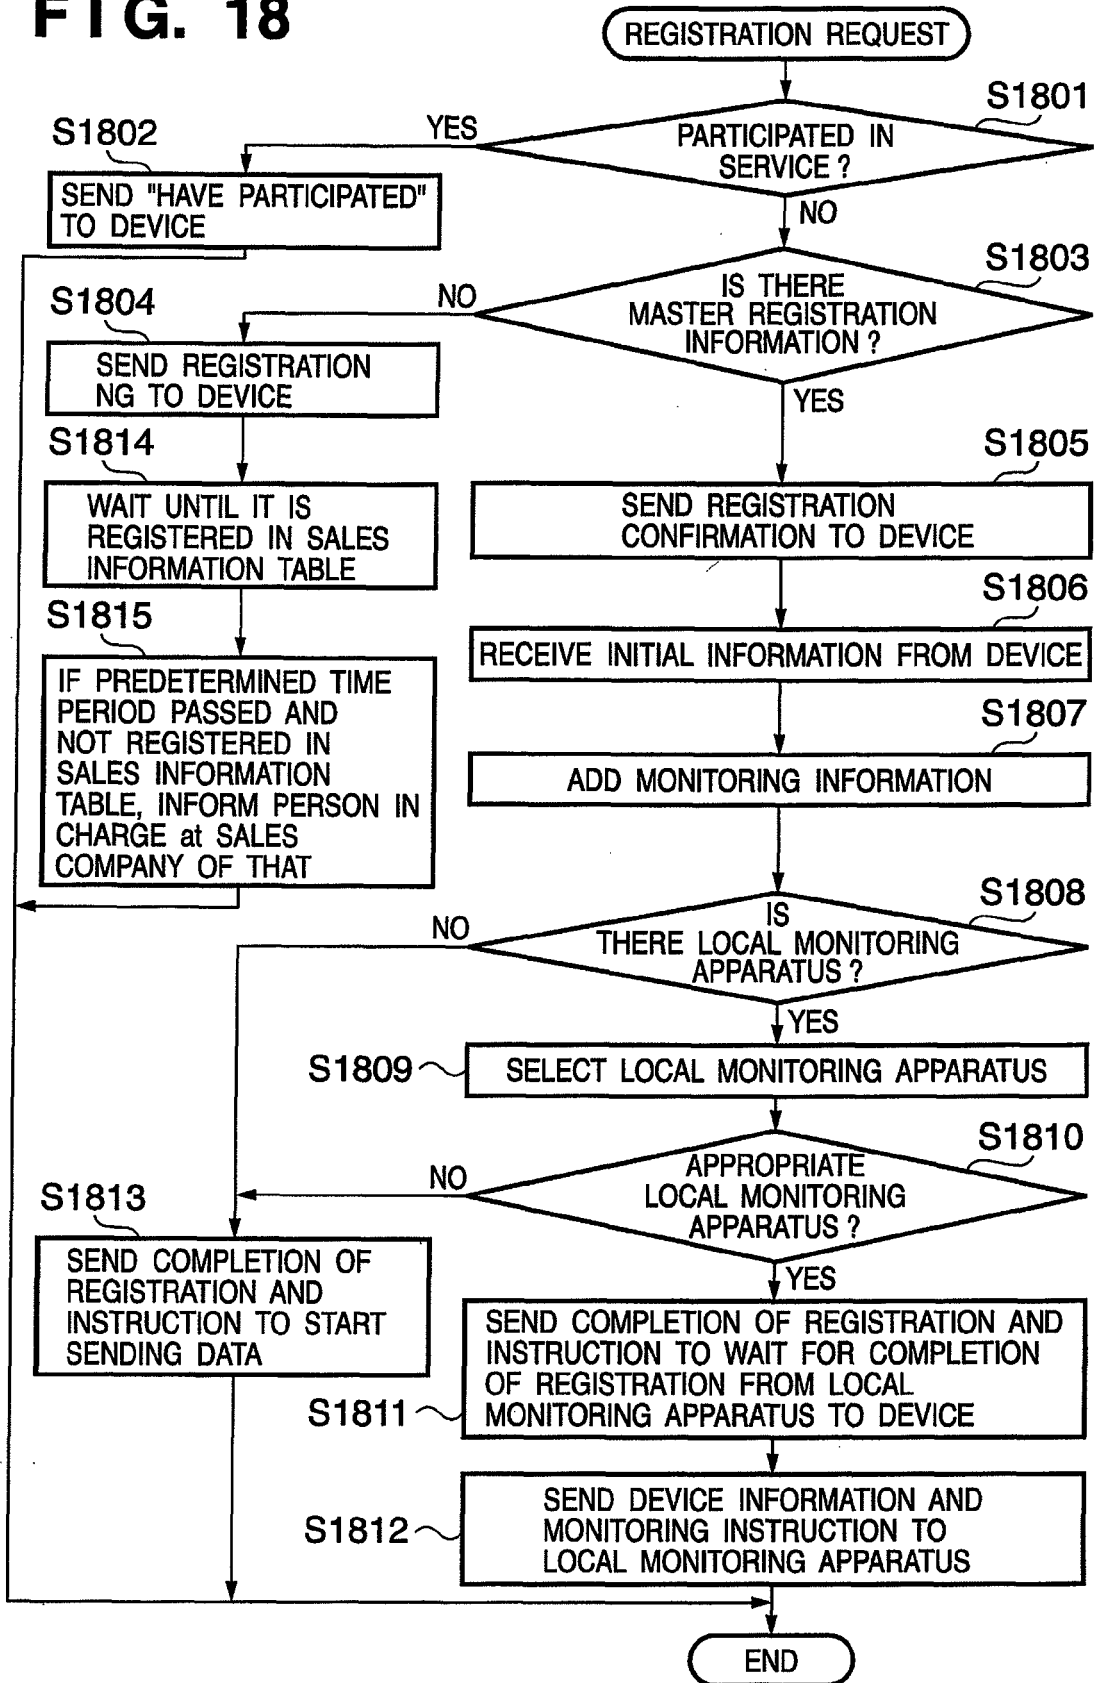 FIG. 18
REGISTRATION REQUEST
S1801
PARTICIPATED IN
SERVICE ?
YES
NO
S1802
SEND "HAVE PARTICIPATED"
TO DEVICE
S1803
IS THERE
MASTER REGISTRATION
INFORMATION ?
NO
YES
S1804
SEND REGISTRATION
NG TO DEVICE
S1814
WAIT UNTIL IT IS
REGISTERED IN SALES
INFORMATION TABLE
S1815
IF PREDETERMINED TIME
PERIOD PASSED AND
NOT REGISTERED IN
SALES INFORMATION
TABLE, INFORM PERSON IN
CHARGE at SALES
COMPANY OF THAT
S1805
SEND REGISTRATION
CONFIRMATION TO DEVICE
S1806
RECEIVE INITIAL INFORMATION FROM DEVICE
S1807
ADD MONITORING INFORMATION
S1808
IS
THERE LOCAL MONITORING
APPARATUS ?
NO
YES
S1809
SELECT LOCAL MONITORING APPARATUS
S1810
APPROPRIATE
LOCAL MONITORING
APPARATUS ?
NO
YES
S1813
SEND COMPLETION OF
REGISTRATION AND
INSTRUCTION TO START
SENDING DATA
S1811
SEND COMPLETION OF REGISTRATION AND
INSTRUCTION TO WAIT FOR COMPLETION
OF REGISTRATION FROM LOCAL
MONITORING APPARATUS TO DEVICE
S1812
SEND DEVICE INFORMATION AND
MONITORING INSTRUCTION TO
LOCAL MONITORING APPARATUS
END